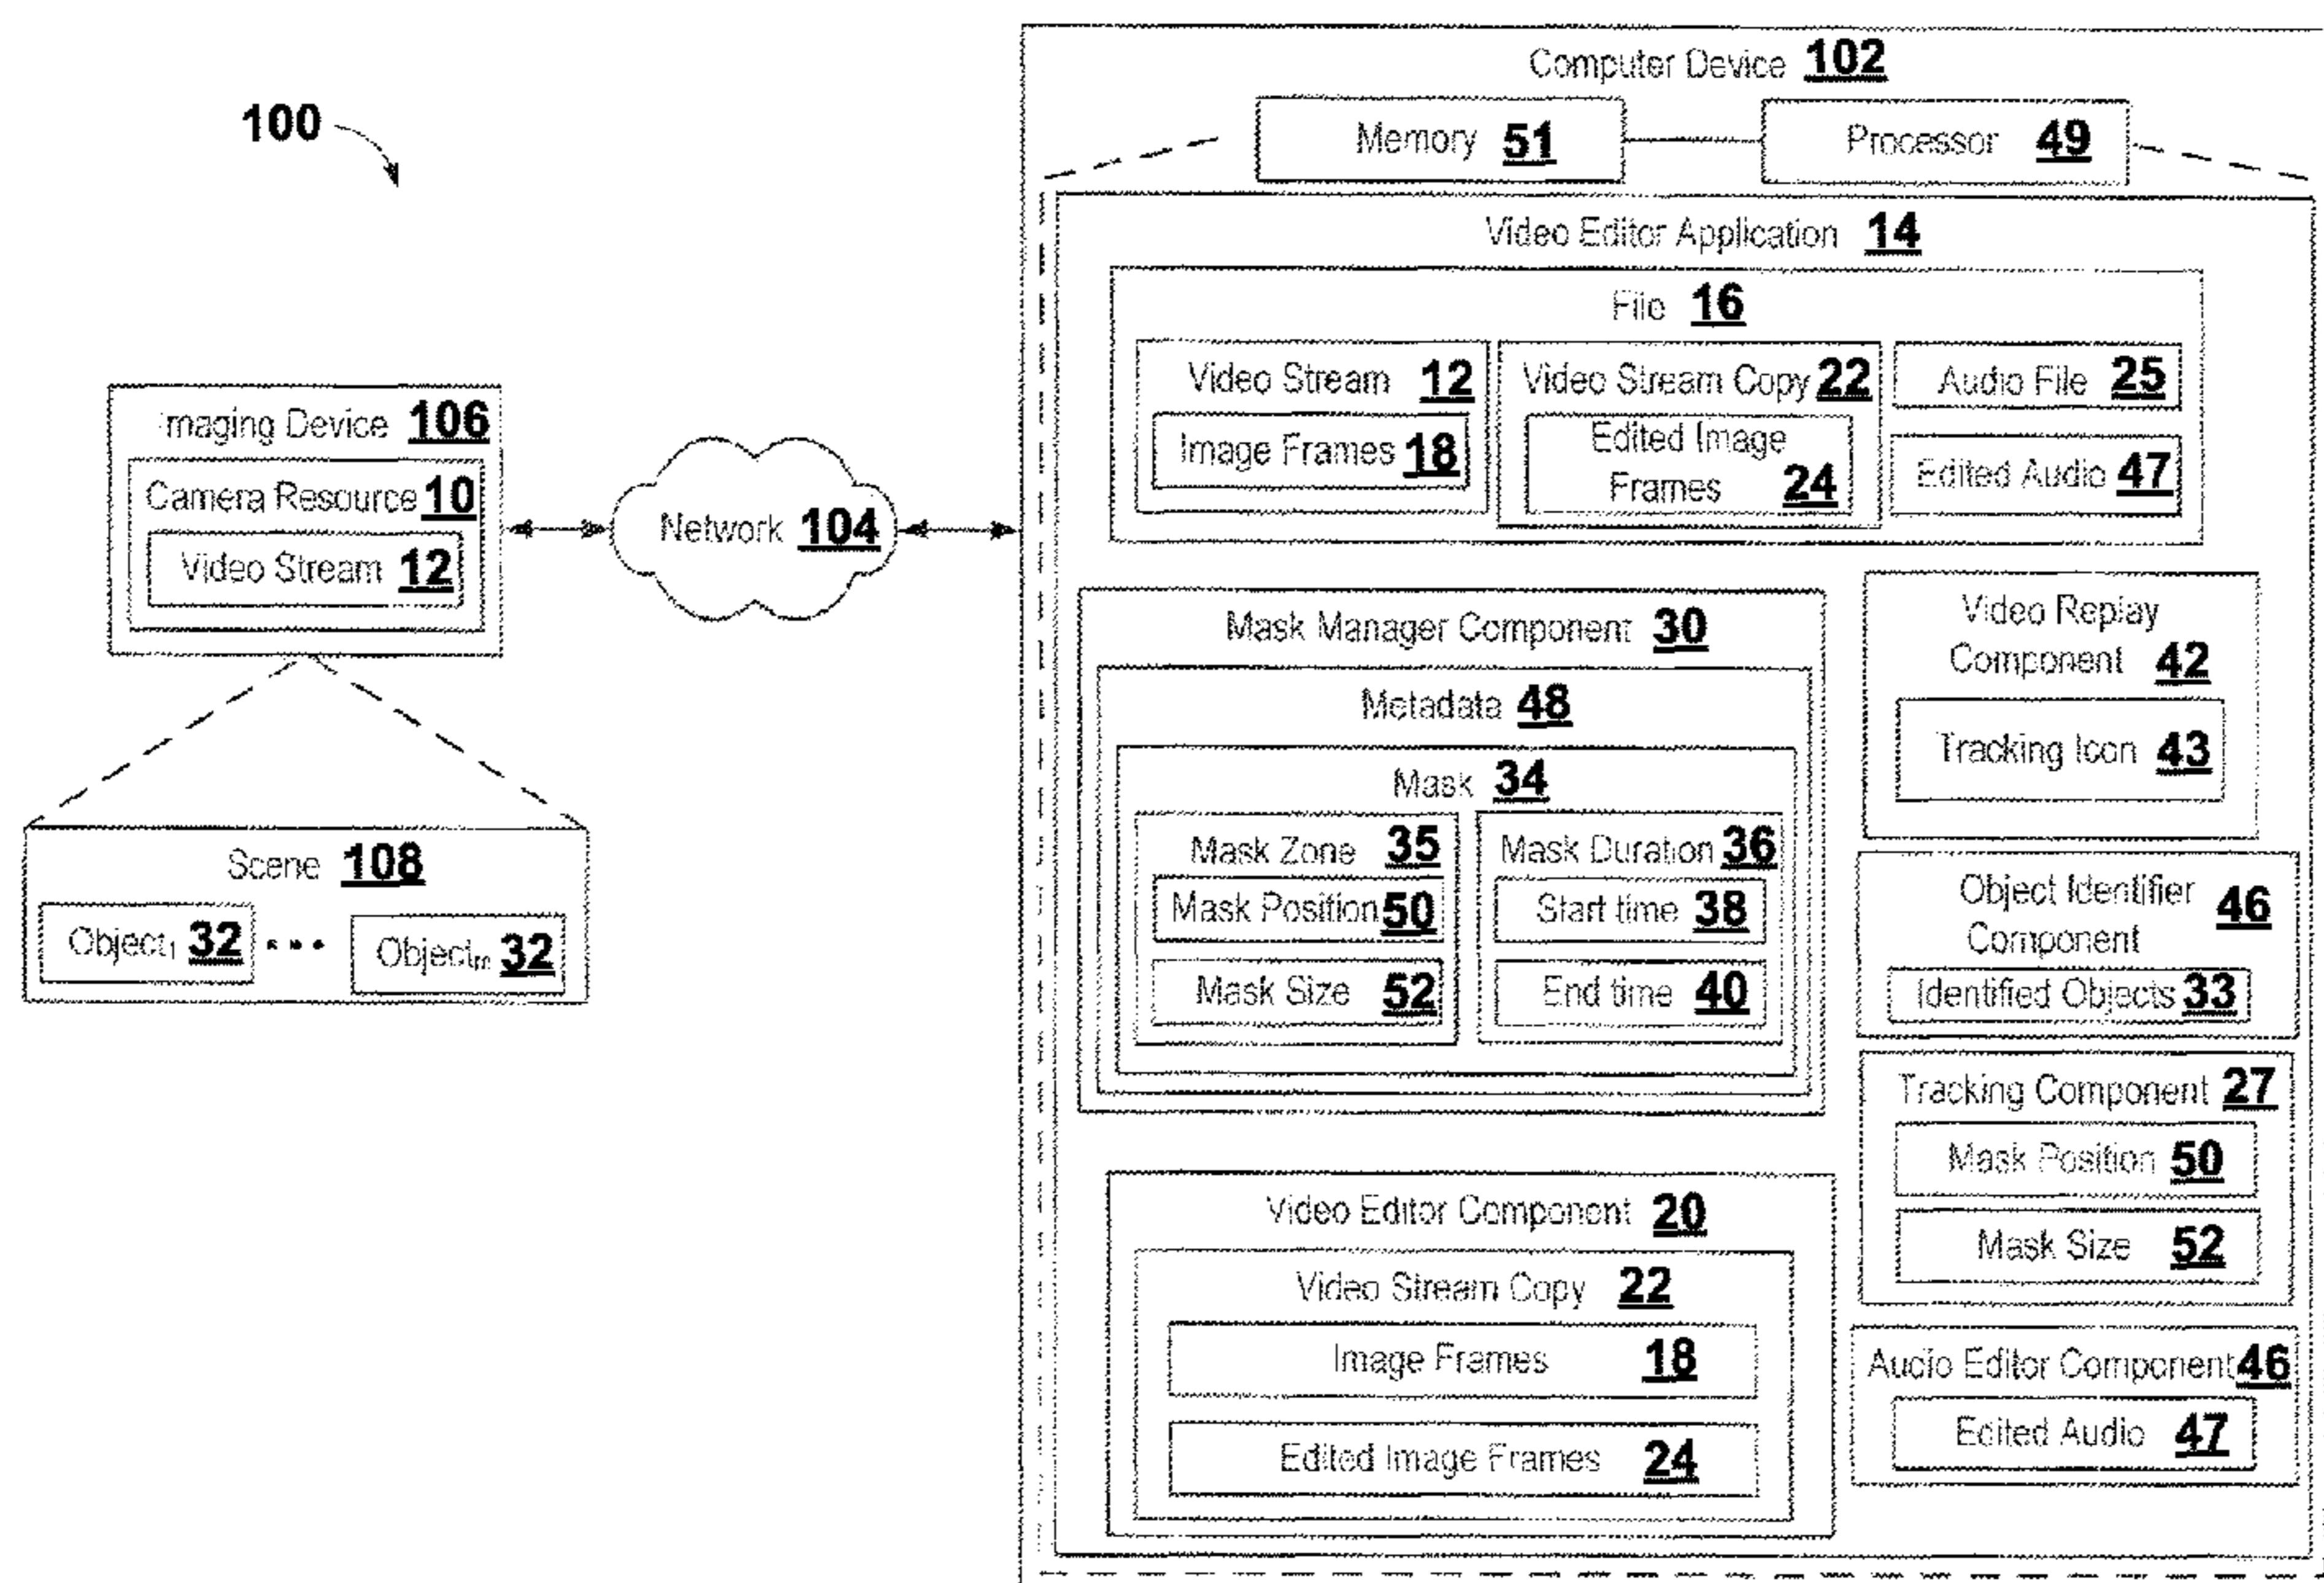 100
Computer Device 102
Memory 51
Processor 49
Video Editor Application 14
File 16
Video Stream 12
Image Frames 18
Video Stream Copy 22
Edited Image
Frames 24
Audio File 25
Edited Audio 47
Imaging Device 106
Camera Resource 10
Video Stream 12
Network 104
Scene 108
Object1 32
...
Objectm 32
Mask Manager Component 30
Metadata 48
Mask 34
Mask Zone 35
Mask Position 50
Mask Size 52
Mask Duration 36
Start time 38
End time 40
Video Replay
Component 42
Tracking Icon 43
Object Identifier
Component 46
Identified Objects 33
Tracking Component 27
Mask Position 50
Mask Size 52
Video Editor Component 20
Video Stream Copy 22
Image Frames 18
Edited Image Frames 24
Audio Editor Component 46
Edited Audio 47